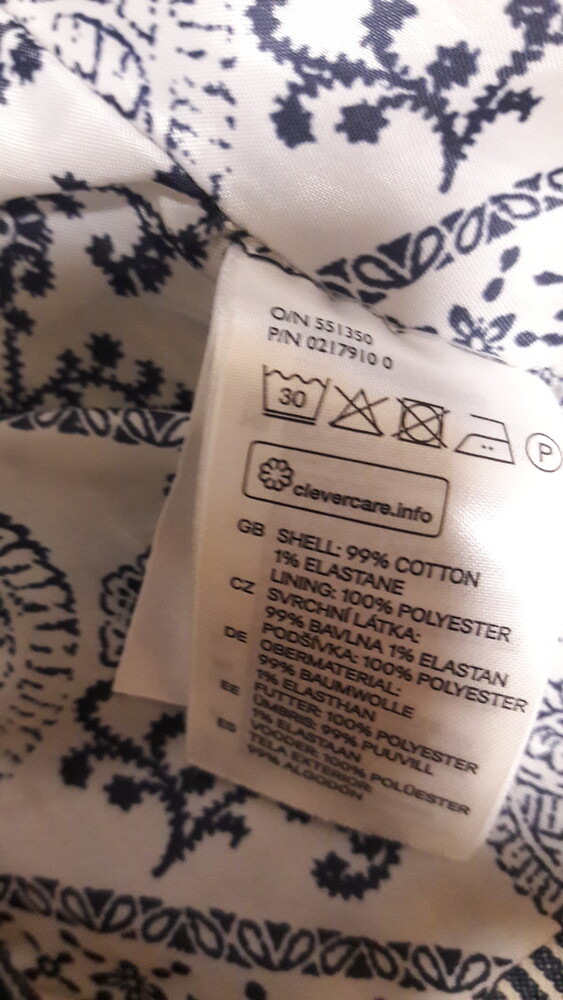 O/N 551350
P/N 0217910 0
30 P
clevercare.info
GB SHELL: 99% COTTON
1% ELASTANE
LINING: 100% POLYESTER
CZ SVRCHNÍ LÁTKA:
99% BAVLNA 1% ELASTAN
PODŠÍVKA: 100% POLYESTER
DE OBERMATERIAL:
99% BAUMWOLLE
1% ELASTHAN
FUTTER: 100% POLYESTER
EE ÜMBRIS: 99% PUUVILL
1% ELASTAAN
VOODER: 100% POLÜESTER
ES TELA EXTERIOR:
99% ALGODÓN